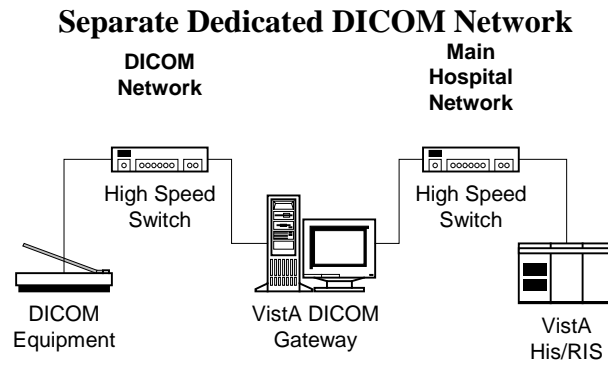 Separate Dedicated DICOM Network
DICOM
Network
Main
Hospital
Network
High Speed
Switch
High Speed
Switch
DICOM
Equipment
VistA DICOM
Gateway
VistA
His/RIS